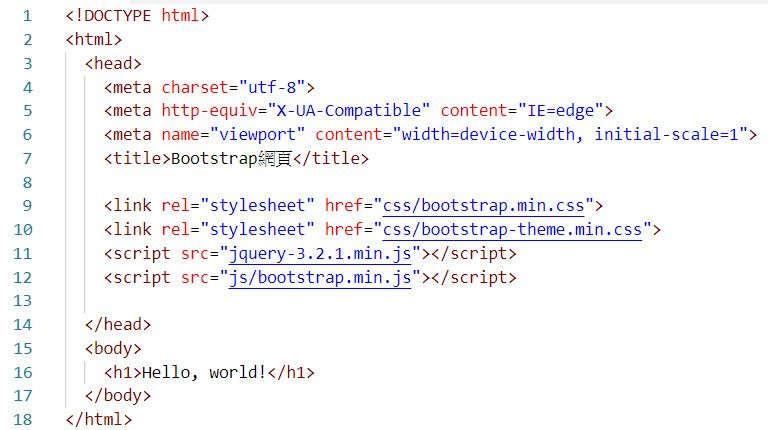 1 <!DOCTYPE html>
2 <html>
3 <head>
4 <meta charset="utf-8">
5 <meta http-equiv="X-UA-Compatible" content="IE=edge">
6 <meta name="viewport" content="width=device-width, initial-scale=1">
7 <title>Bootstrap網頁</title>
8
9 <link rel="stylesheet" href="css/bootstrap.min.css">
10 <link rel="stylesheet" href="css/bootstrap-theme.min.css">
11 <script src="jquery-3.2.1.min.js"></script>
12 <script src="js/bootstrap.min.js"></script>
13
14 </head>
15 <body>
16 <h1>Hello, world!</h1>
17 </body>
18 </html>